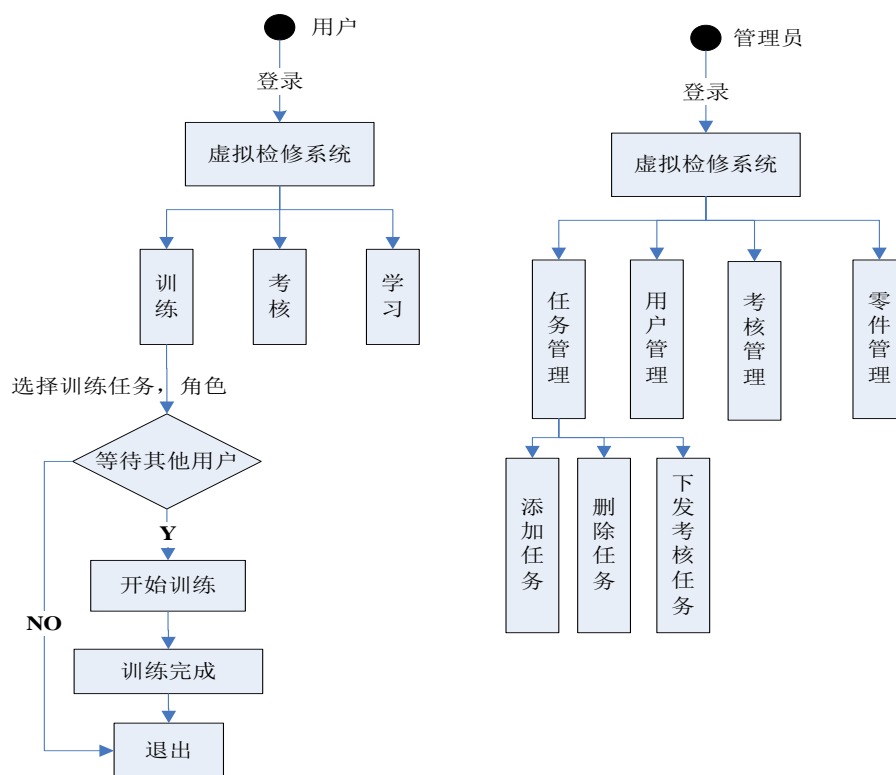 用户
登录
虚拟检修系统
训练
考核
学习
选择训练任务，角色
等待其他用户
Y
开始训练
NO
训练完成
退出
管理员
登录
虚拟检修系统
任务管理
用户管理
考核管理
零件管理
添加任务
删除任务
下发考核任务